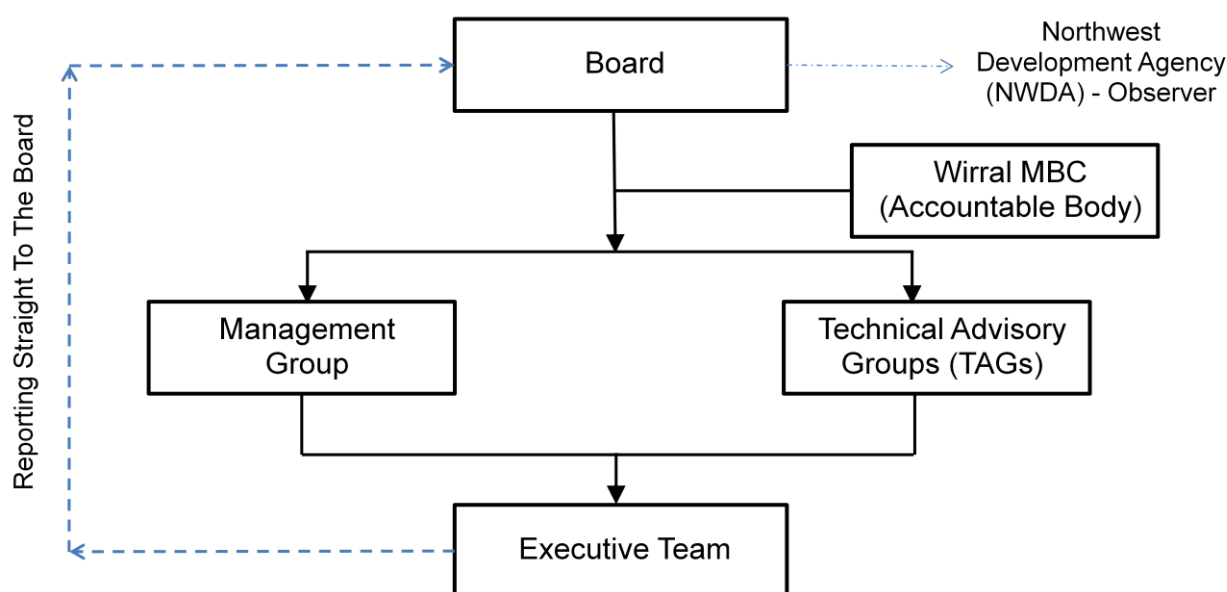 Board
Northwest
Development Agency
(NWDA) - Observer
Wirral MBC
(Accountable Body)
Reporting Straight To The Board
Management
Group
Technical Advisory
Groups (TAGs)
Executive Team